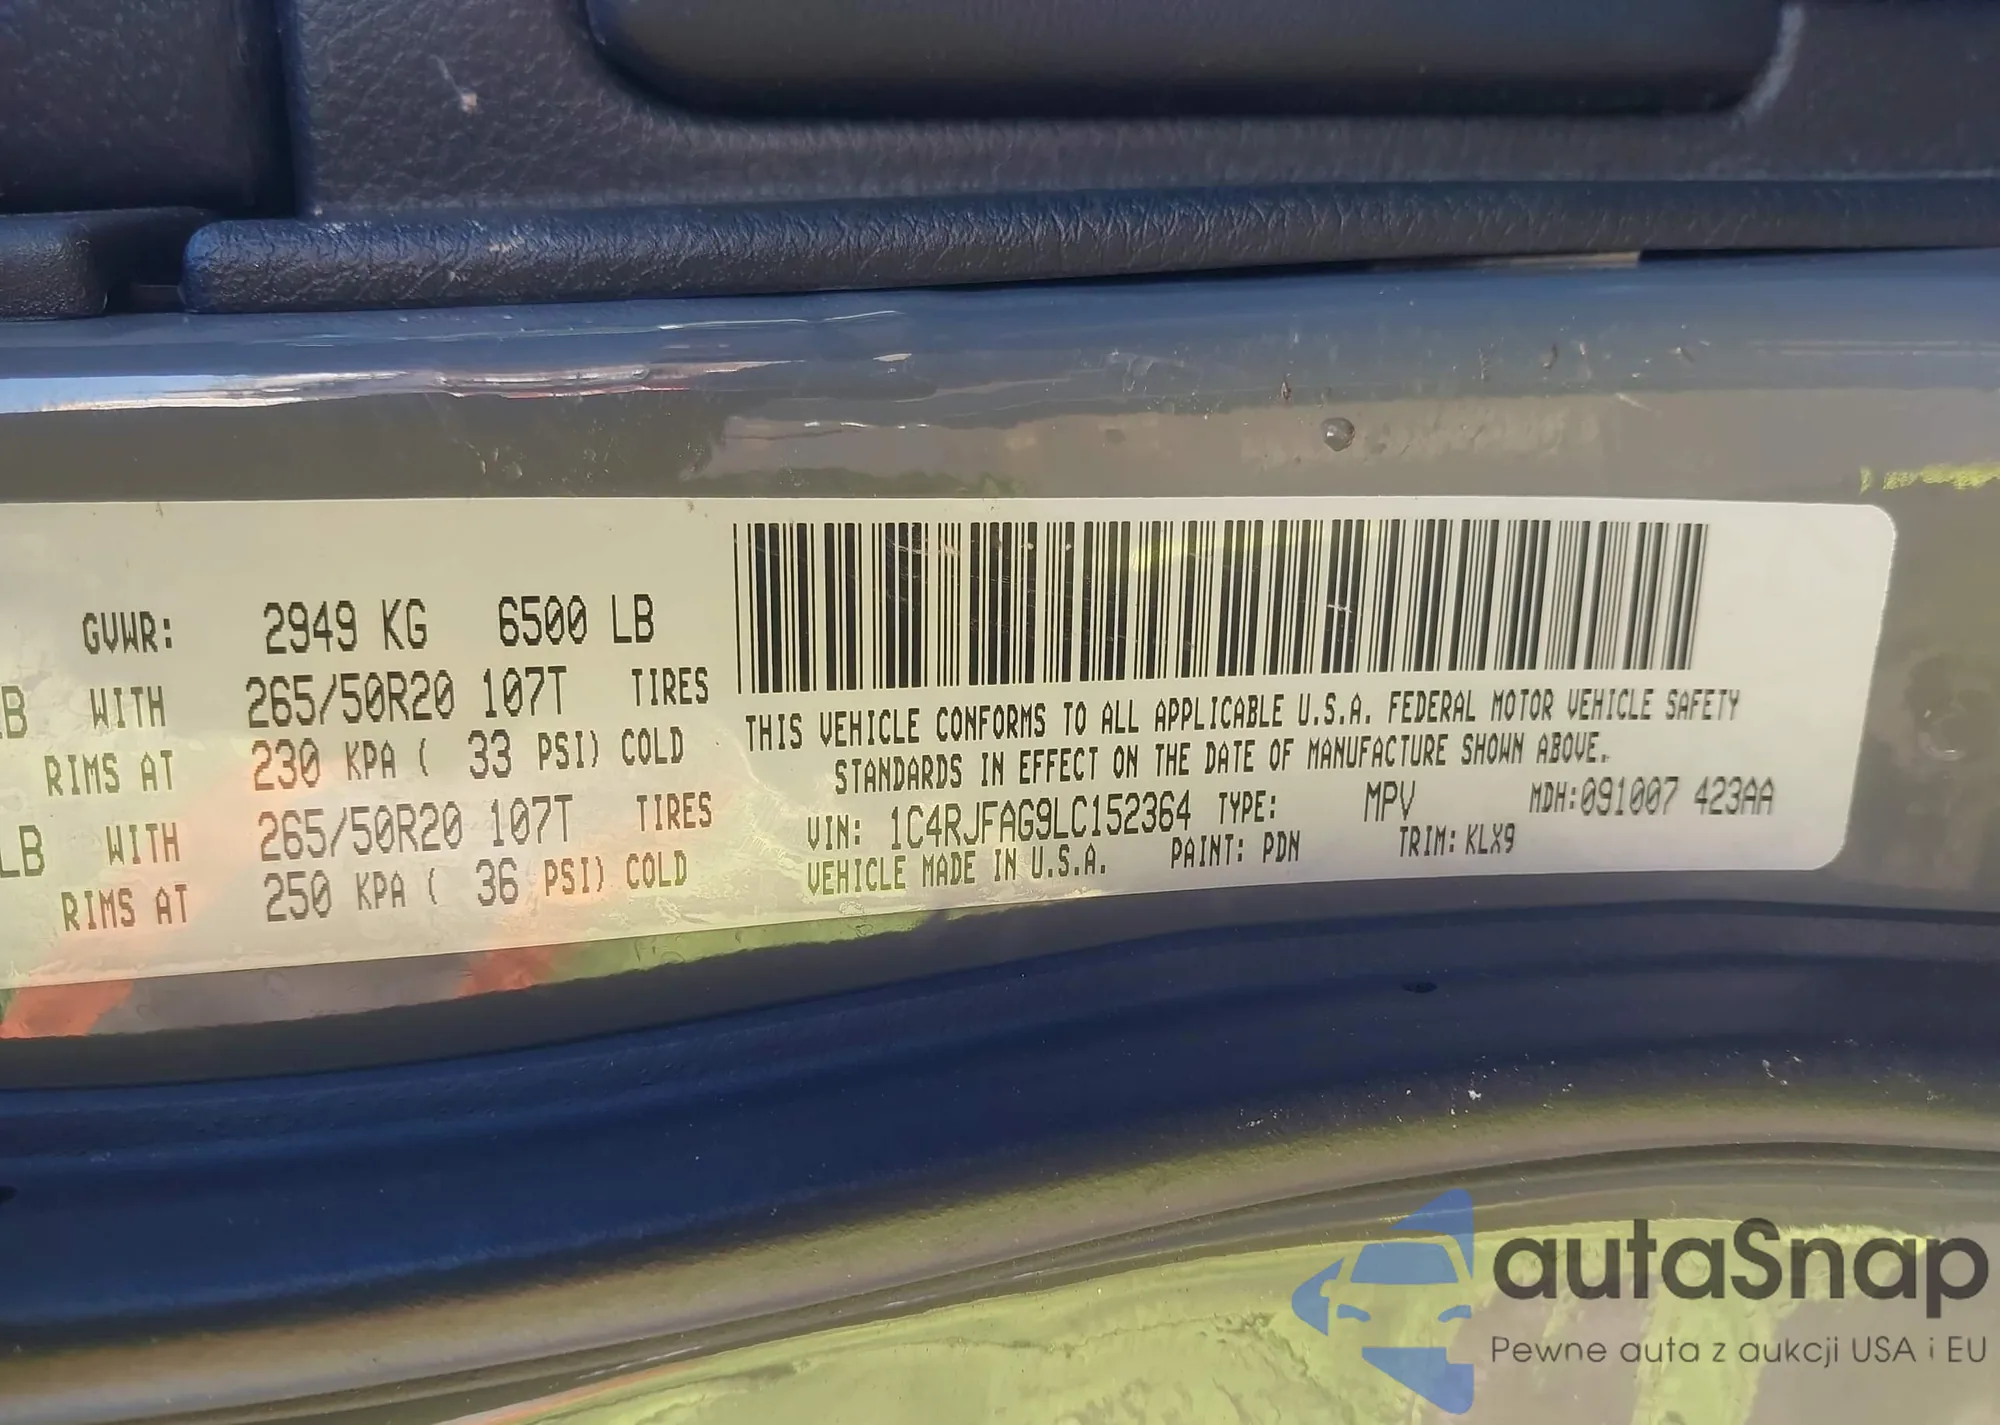 GVWR: 2949 KG 6500 LB
LB WITH 265/50R20 107T TIRES
RIMS AT 230 KPA ( 33 PSI) COLD
LB WITH 265/50R20 107T TIRES
RIMS AT 250 KPA ( 36 PSI) COLD
THIS VEHICLE CONFORMS TO ALL APPLICABLE U.S.A. FEDERAL MOTOR VEHICLE SAFETY
STANDARDS IN EFFECT ON THE DATE OF MANUFACTURE SHOWN ABOVE.
VIN: 1C4RJFAG9LC152364 TYPE: MPV MDH:091007 423AA
VEHICLE MADE IN U.S.A. PAINT: PDN TRIM: KLX9
autaSnap
Pewne auta z aukcji USA i EU